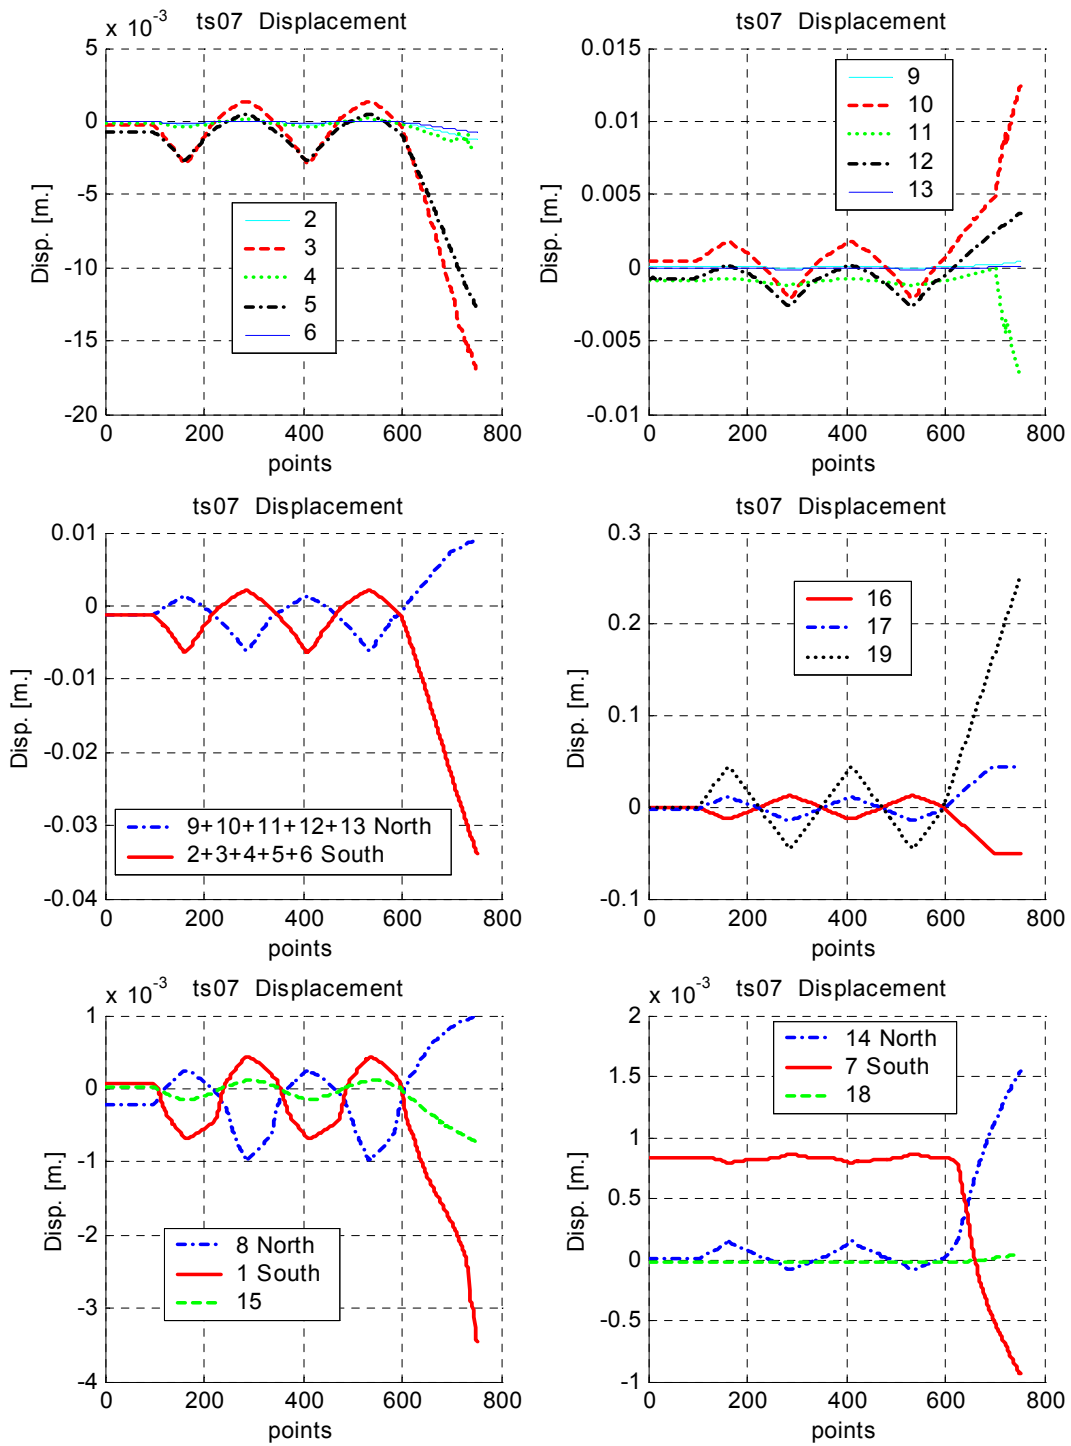 x 10-3
ts07 Displacement
5
0
-5
-10
-15
-20
Disp. [m.]
2
3
4
5
6
0 200 400 600 800
points
ts07 Displacement
0.015
0.01
0.005
0
-0.005
-0.01
Disp. [m.]
9
10
11
12
13
0 200 400 600 800
points
ts07 Displacement
0.01
0
-0.01
-0.02
-0.03
-0.04
Disp. [m.]
9+10+11+12+13 North
2+3+4+5+6 South
0 200 400 600 800
points
ts07 Displacement
0.3
0.2
0.1
0
-0.1
Disp. [m.]
16
17
19
0 200 400 600 800
points
x 10-3
ts07 Displacement
1
0
-1
-2
-3
-4
Disp. [m.]
8 North
1 South
15
0 200 400 600 800
points
x 10-3
ts07 Displacement
2
1.5
1
0.5
0
-0.5
-1
Disp. [m.]
14 North
7 South
18
0 200 400 600 800
points